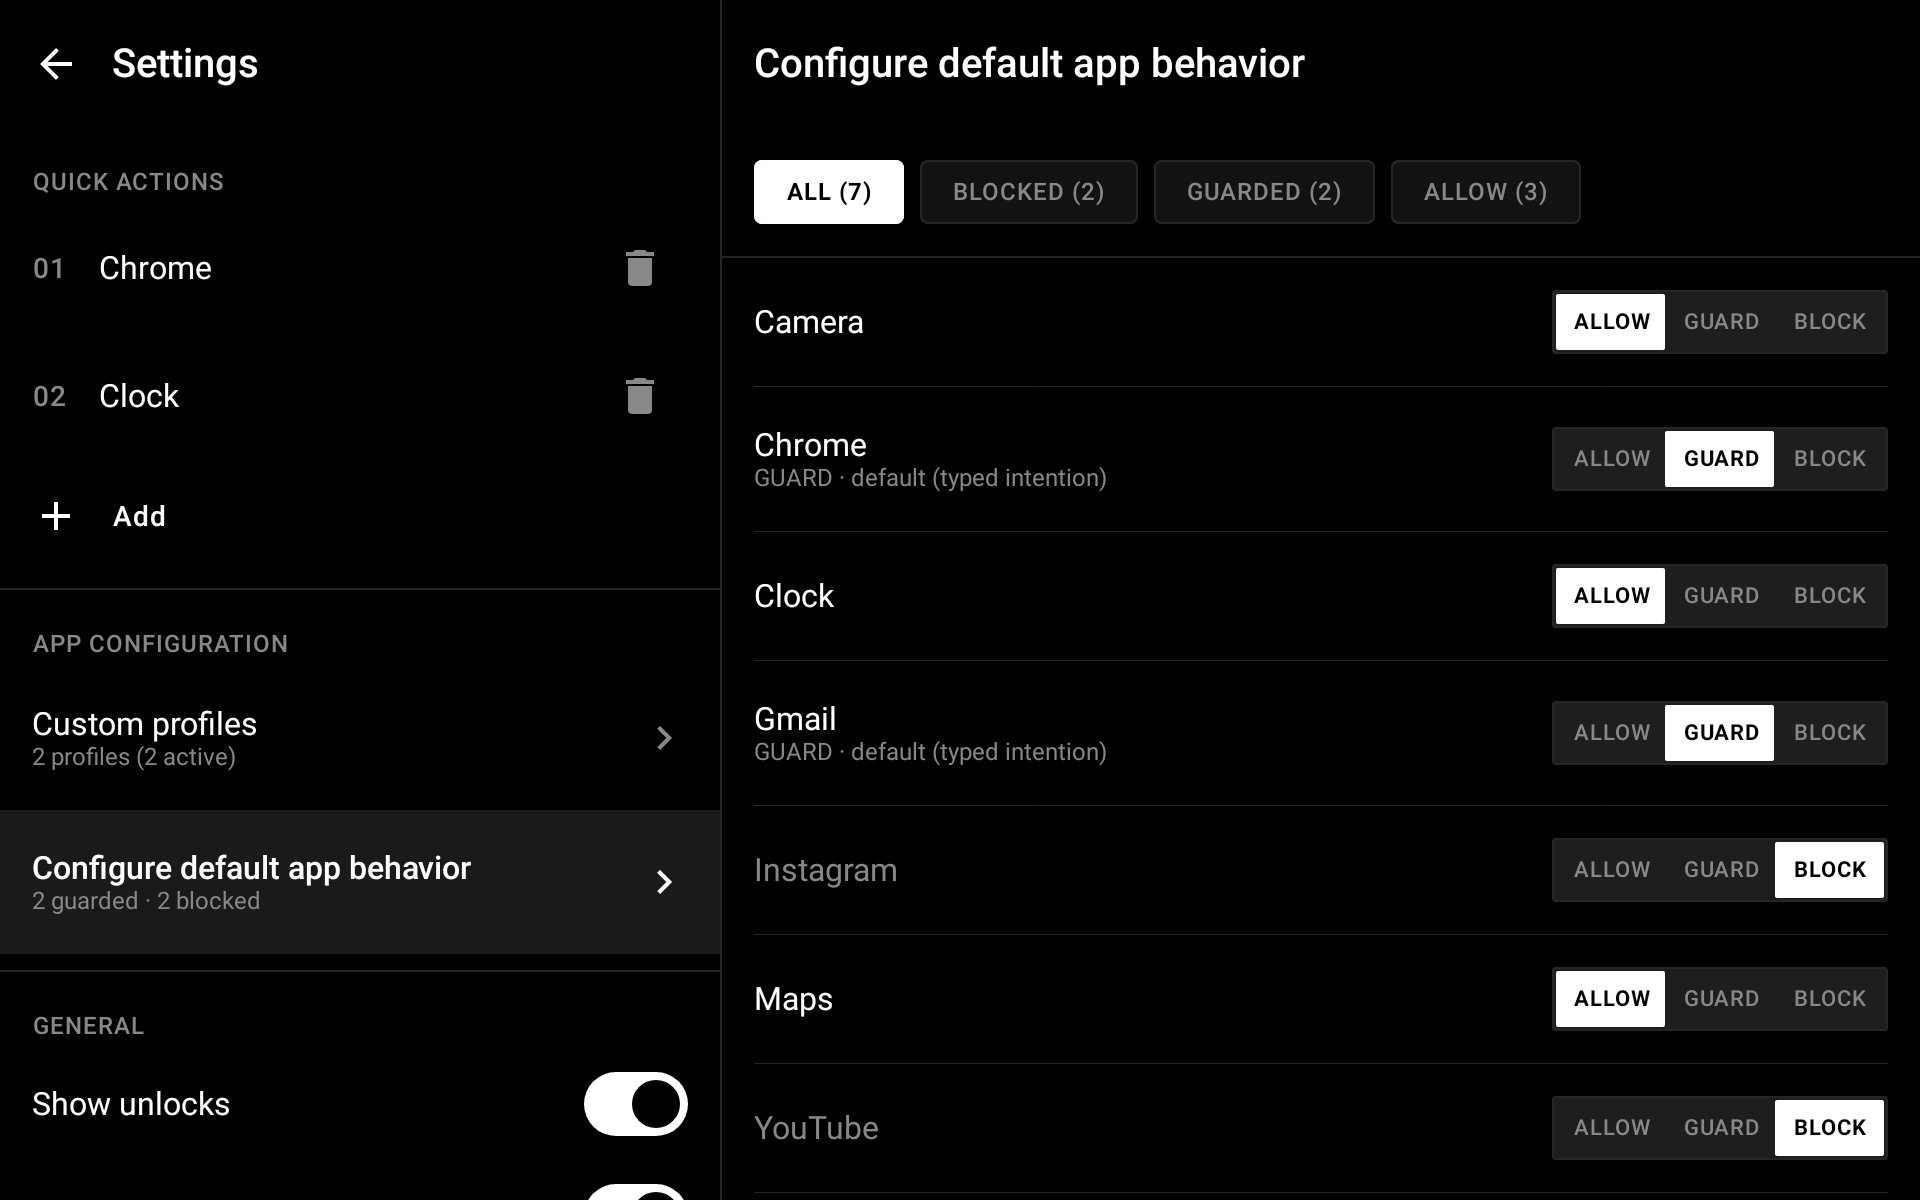 Settings
QUICK ACTIONS
01 Chrome
02 Clock
Add
APP CONFIGURATION
Custom profiles
2 profiles (2 active)
Configure default app behavior
2 guarded · 2 blocked
GENERAL
Show unlocks
Configure default app behavior
ALL (7) BLOCKED (2) GUARDED (2) ALLOW (3)
Camera ALLOW GUARD BLOCK
Chrome ALLOW GUARD BLOCK
GUARD · default (typed intention)
Clock ALLOW GUARD BLOCK
Gmail ALLOW GUARD BLOCK
GUARD · default (typed intention)
Instagram ALLOW GUARD BLOCK
Maps ALLOW GUARD BLOCK
YouTube ALLOW GUARD BLOCK